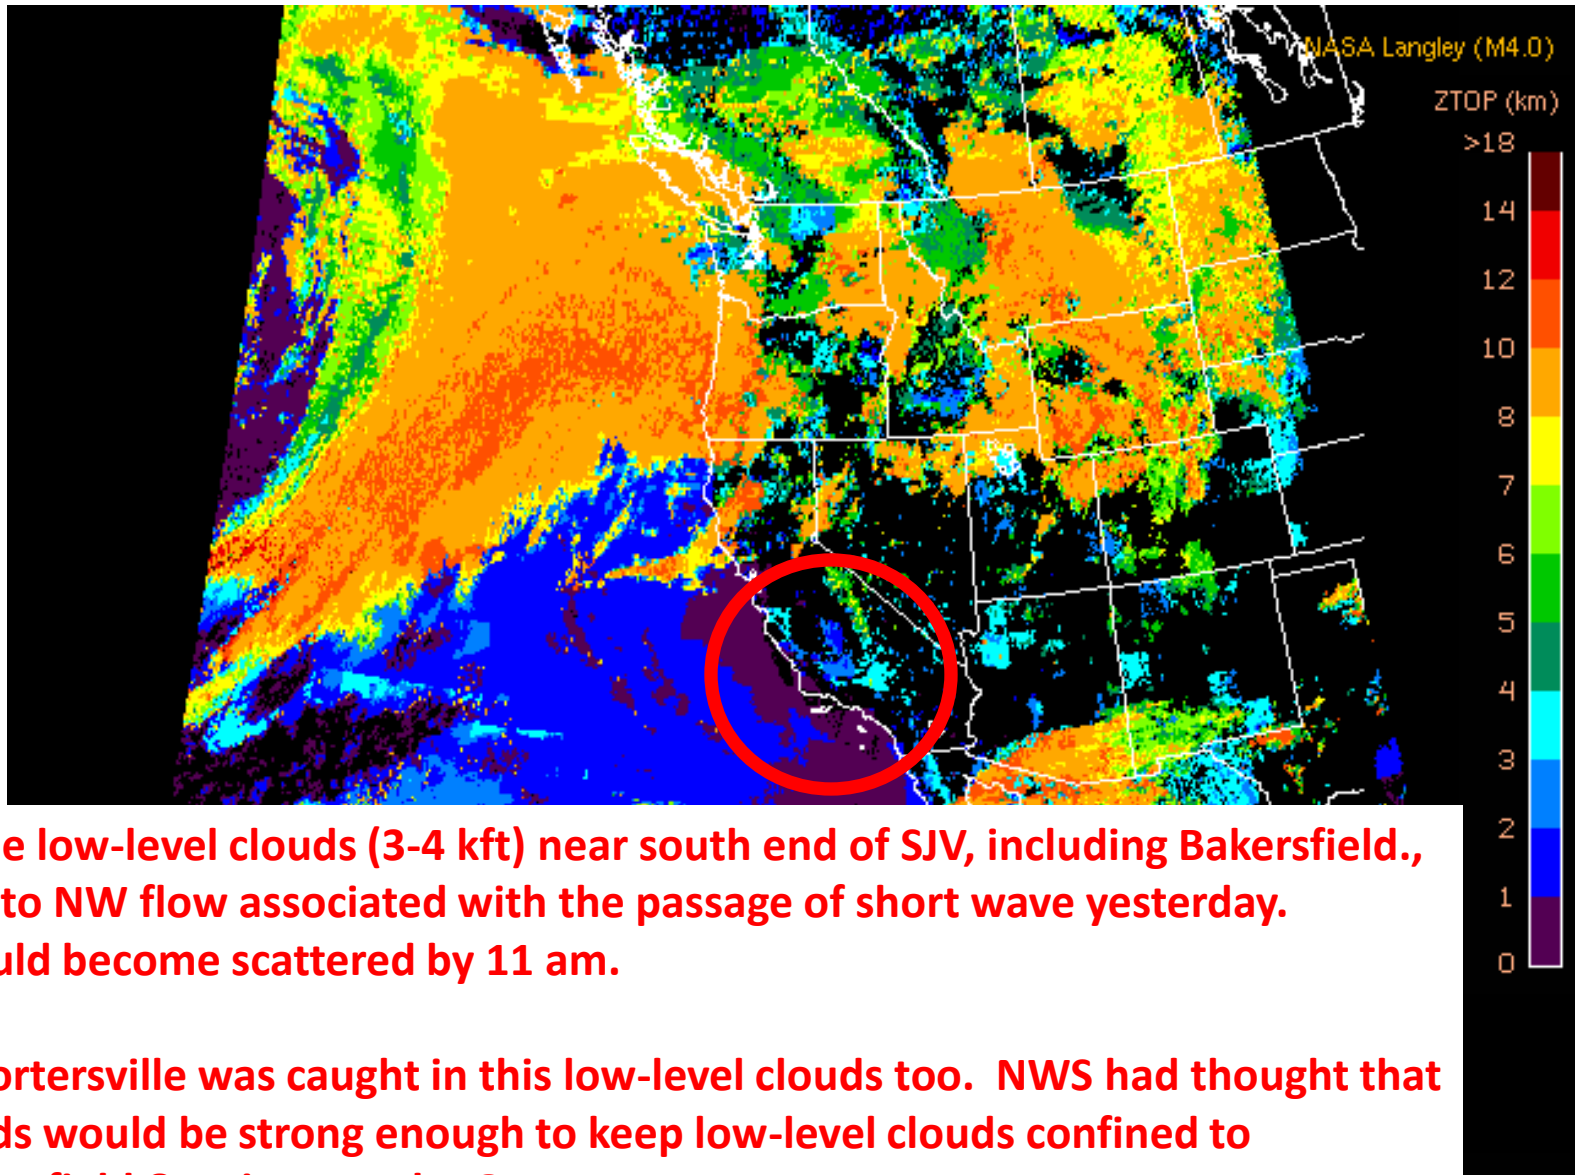 NASA Langley (M4.0)
ZTOP (km)
>18
14
12
10
8
7
6
5
4
3
2
1
0
e low-level clouds (3-4 kft) near south end of SJV, including Bakersfield.,
to NW flow associated with the passage of short wave yesterday.
uld become scattered by 11 am.
ortersville was caught in this low-level clouds too.  NWS had thought that
ds would be strong enough to keep low-level clouds confined to